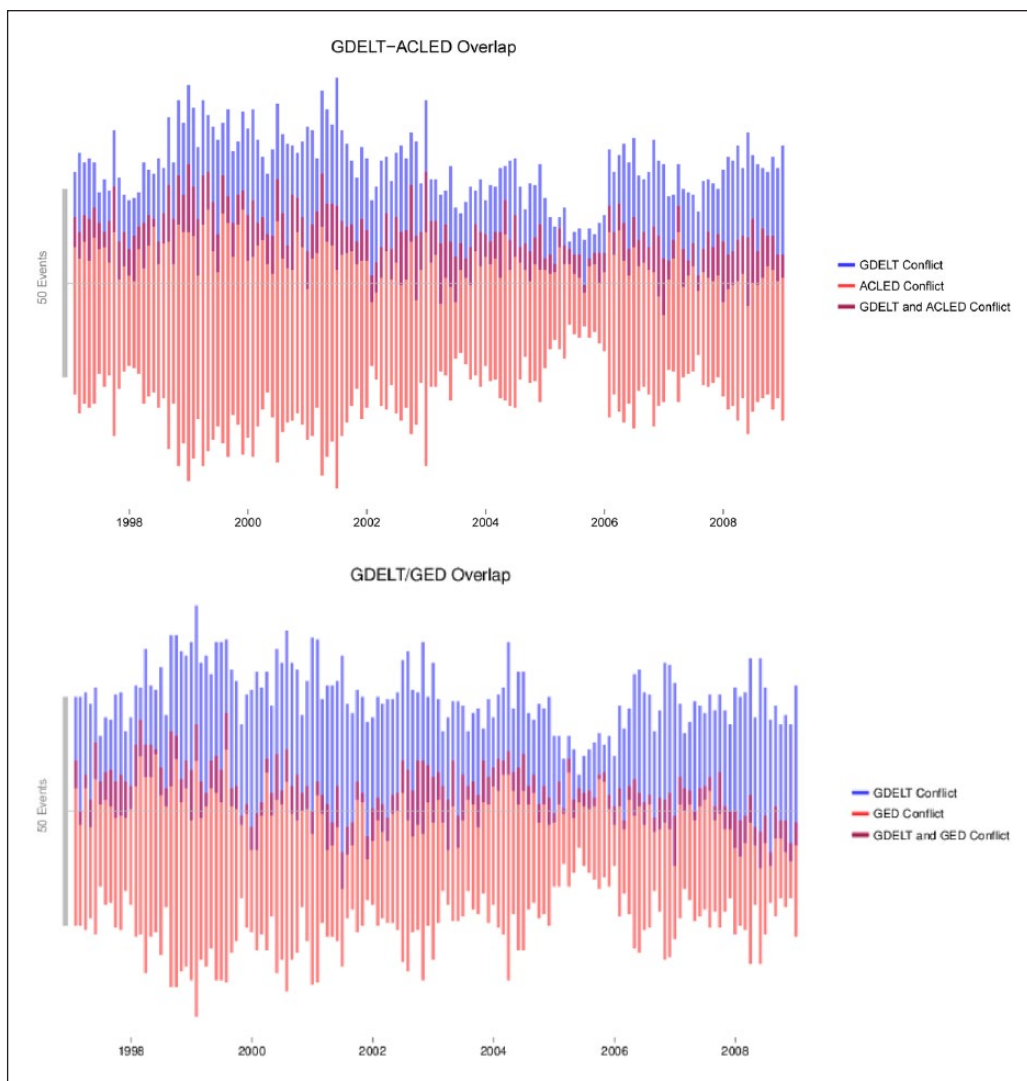 GDELT−ACLED Overlap
50 Events
GDELT Conflict
ACLED Conflict
GDELT and ACLED Conflict
1998 2000 2002 2004 2006 2008
GDELT/GED Overlap
50 Events
GDELT Conflict
GED Conflict
GDELT and GED Conflict
1998 2000 2002 2004 2006 2008